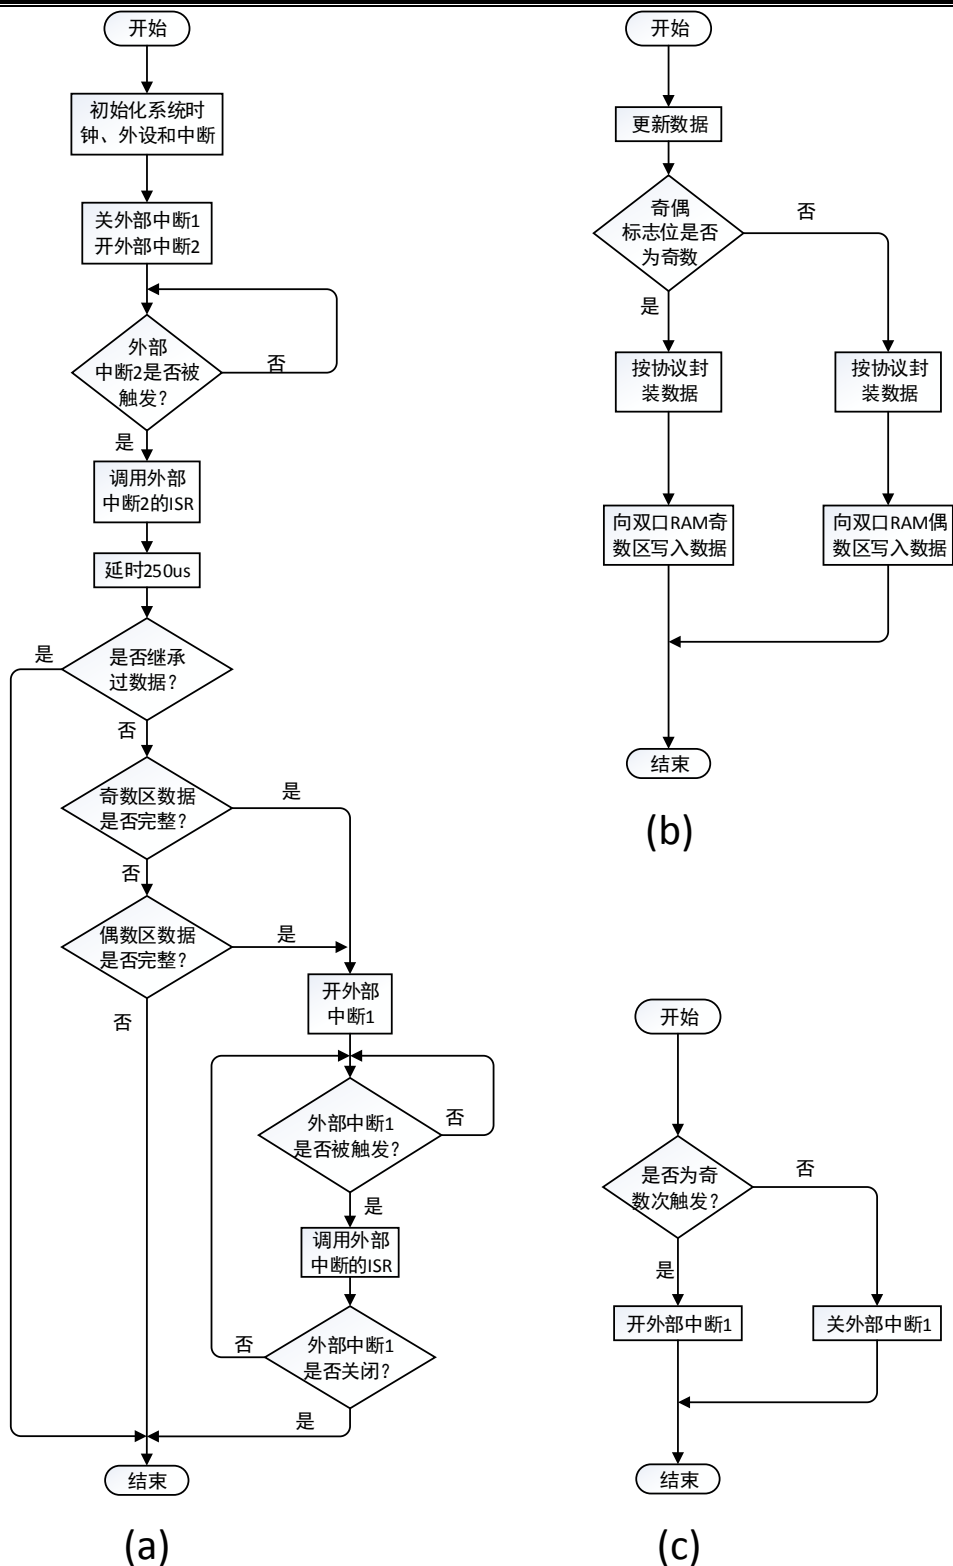 开始
初始化系统时
钟、外设和中断
关外部中断1
开外部中断2
外部
中断2是否被
触发?
否
是
调用外部
中断2的ISR
延时250us
是否继承
过数据?
是
否
奇数区数据
是否完整?
是
否
偶数区数据
是否完整?
是
否
开外部
中断1
外部中断1
是否被触发?
否
是
调用外部
中断的ISR
外部中断1
是否关闭?
否
是
结束
(a)
开始
更新数据
奇偶
标志位是否
为奇数
否
是
按协议封
装数据
按协议封
装数据
向双口RAM奇
数区写入数据
向双口RAM偶
数区写入数据
结束
(b)
开始
是否为奇
数次触发?
否
是
开外部中断1
关外部中断1
结束
(c)